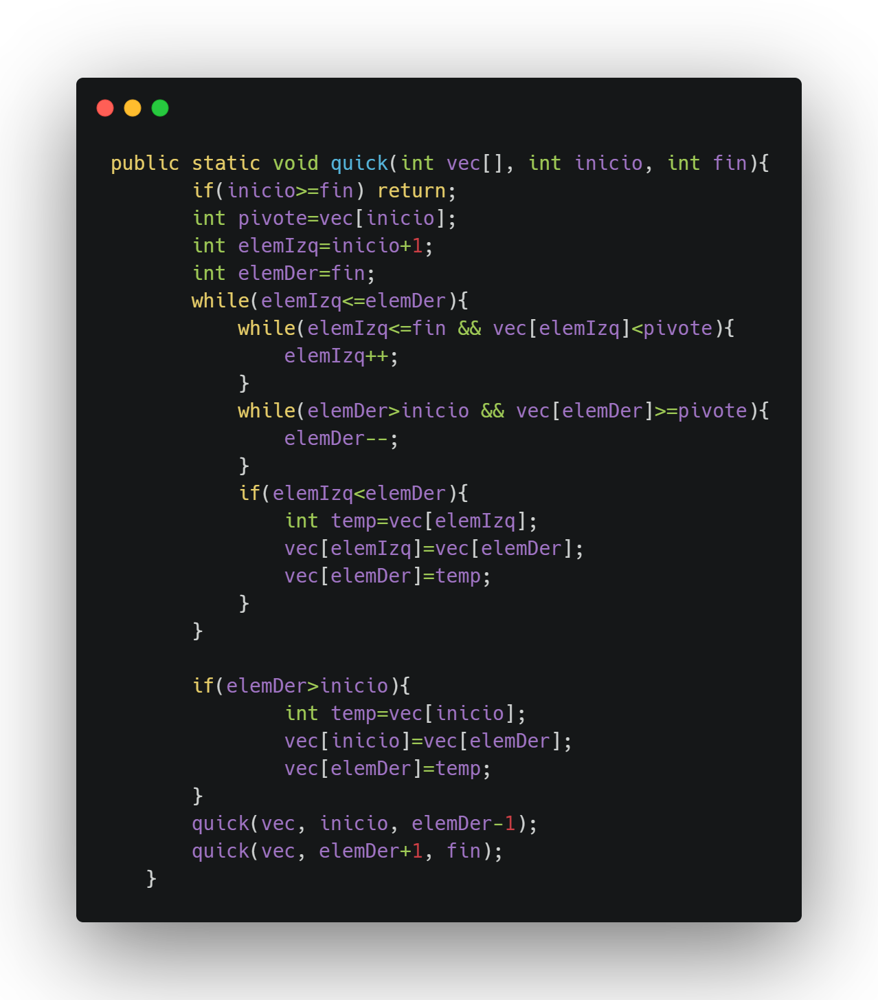 public static void quick(int vec[], int inicio, int fin){
       if(inicio>=fin) return;
       int pivote=vec[inicio];
       int elemIzq=inicio+1;
       int elemDer=fin;
       while(elemIzq<=elemDer){
           while(elemIzq<=fin && vec[elemIzq]<pivote){
               elemIzq++;
           }
           while(elemDer>inicio && vec[elemDer]>=pivote){
               elemDer--;
           }
           if(elemIzq<elemDer){
               int temp=vec[elemIzq];
               vec[elemIzq]=vec[elemDer];
               vec[elemDer]=temp;
           }
       }

       if(elemDer>inicio){
               int temp=vec[inicio];
               vec[inicio]=vec[elemDer];
               vec[elemDer]=temp;
       }
       quick(vec, inicio, elemDer-1);
       quick(vec, elemDer+1, fin);
   }